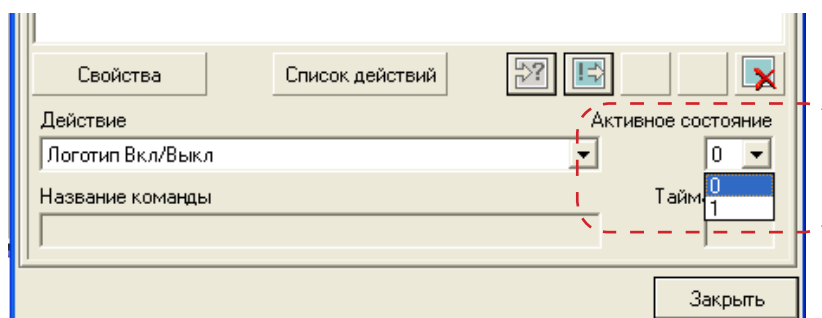 Свойства
Список действий
?
!
Действие
Активное состояние
Логотип Вкл/Выкл
0
0
1
Название команды
Закрыть